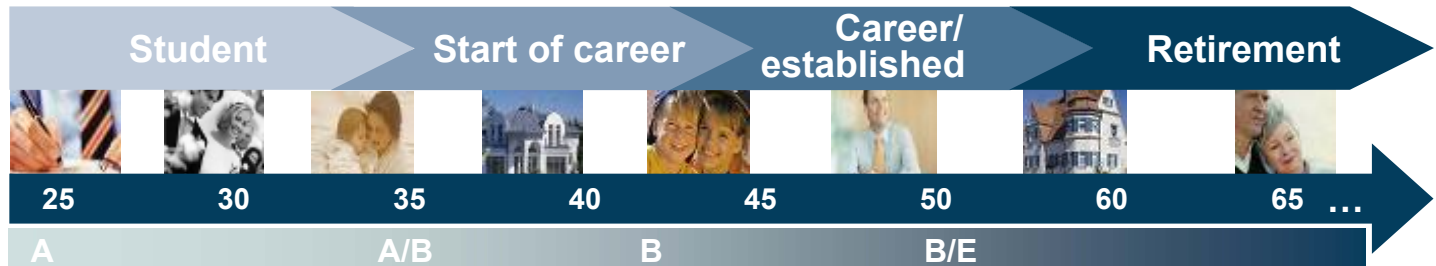 Student
Start of career
Career/
established
Retirement
25 30 35 40 45 50 60 65 ...
A A/B B B/E